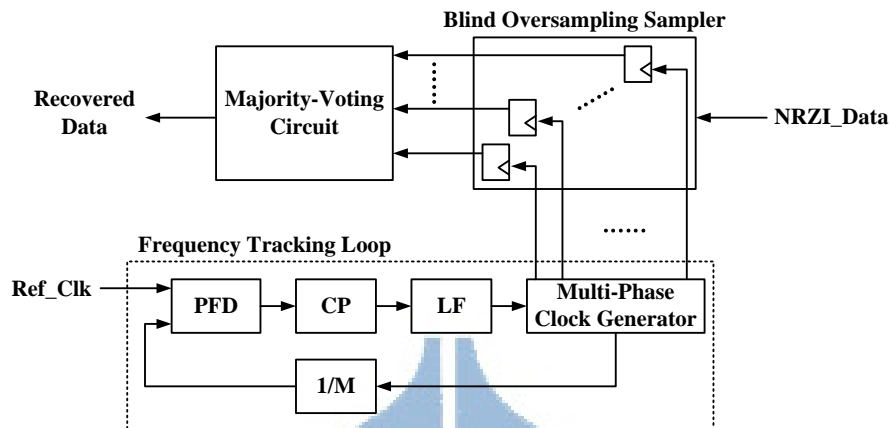 Blind Oversampling Sampler
Recovered
Data
Majority-Voting
Circuit
NRZI_Data
Frequency Tracking Loop
Ref_Clk
PFD
CP
LF
Multi-Phase
Clock Generator
1/M